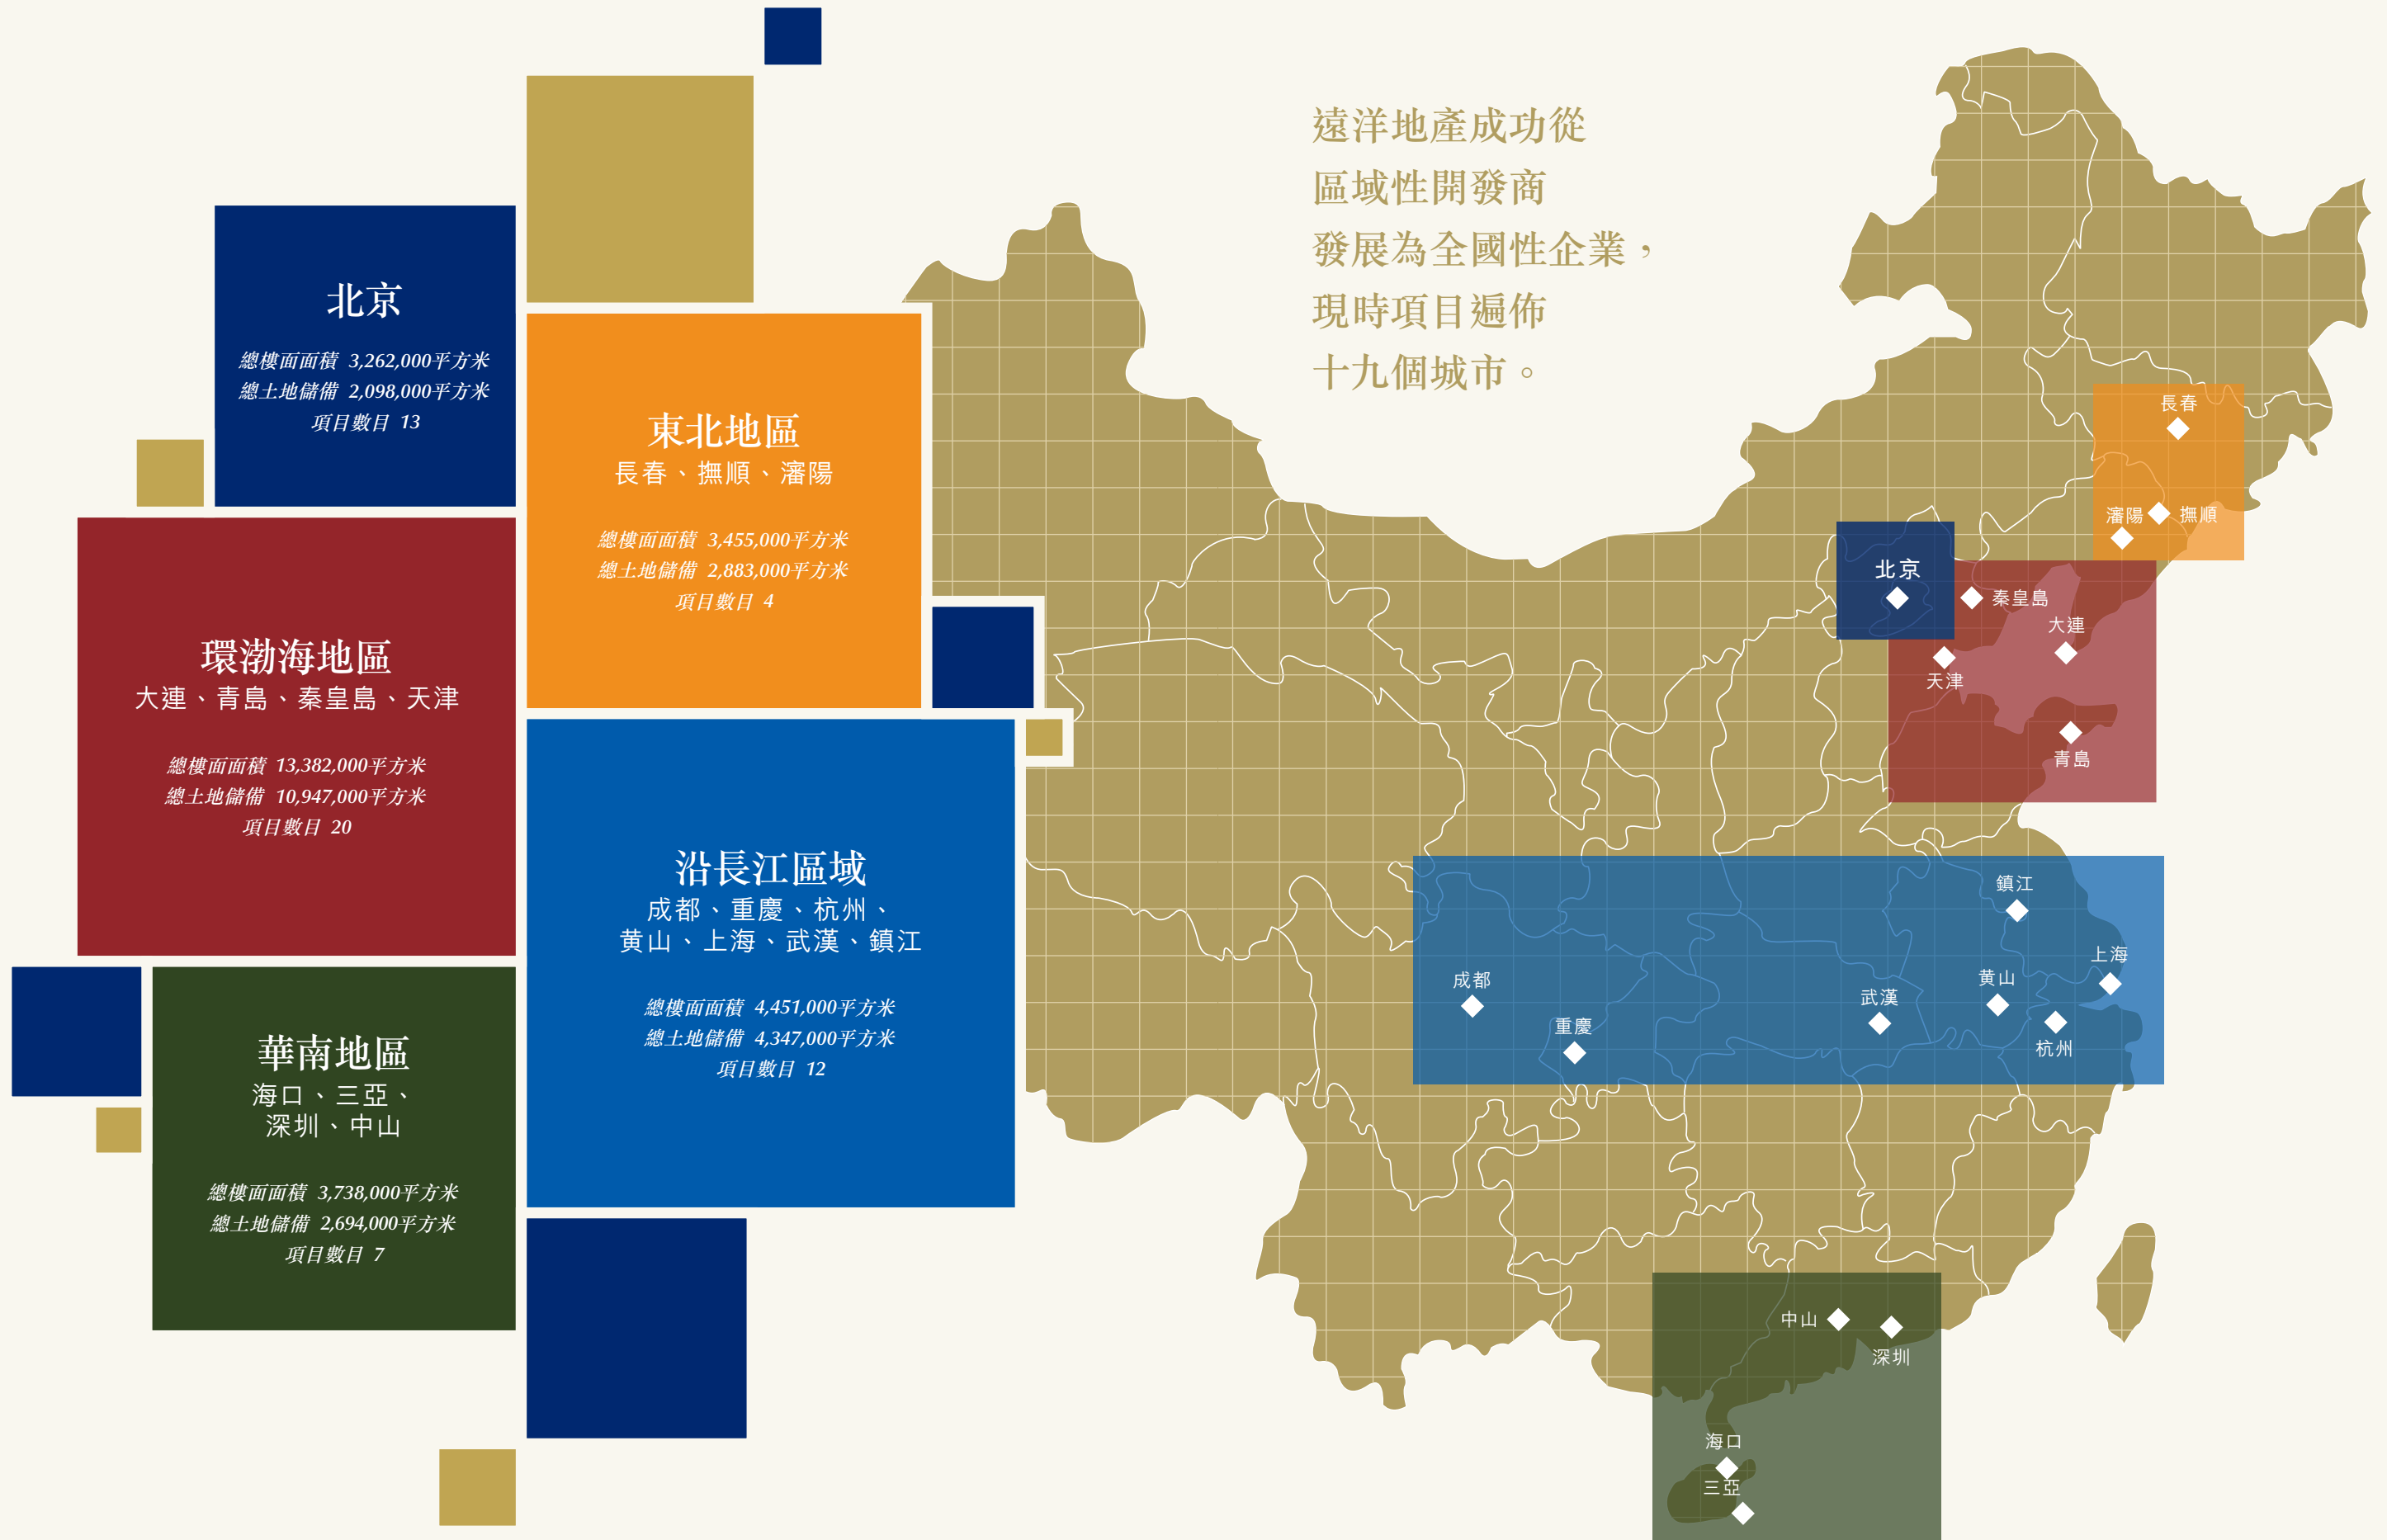 遠洋地產成功從
區域性開發商
發展為全國性企業，
現時項目遍佈
十九個城市。
北京
總樓面面積 3,262,000平方米
總土地儲備 2,098,000平方米
項目數目 13
東北地區
長春、撫順、瀋陽
總樓面面積 3,455,000平方米
總土地儲備 2,883,000平方米
項目數目 4
環渤海地區
大連、青島、秦皇島、天津
總樓面面積 13,382,000平方米
總土地儲備 10,947,000平方米
項目數目 20
沿長江區域
成都、重慶、杭州、
黄山、上海、武漢、鎮江
總樓面面積 4,451,000平方米
總土地儲備 4,347,000平方米
項目數目 12
華南地區
海口、三亞、
深圳、中山
總樓面面積 3,738,000平方米
總土地儲備 2,694,000平方米
項目數目 7
長春
瀋陽
撫順
北京
秦皇島
大連
天津
青島
鎮江
上海
成都
黄山
武漢
重慶
杭州
中山
深圳
海口
三亞